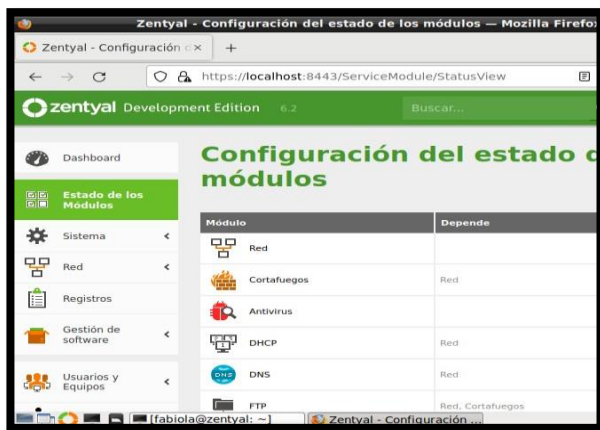 Zentyal - Configuración del estado de los módulos — Mozilla Firefo
Zentyal - Configuración × +
https://localhost:8443/ServiceModule/StatusView
zentyal Development Edition 6.2 Buscar...
Dashboard
Estado de los
Módulos
Sistema
Red
Registros
Gestión de
software
Usuarios y
Equipos
Configuración del estado d
módulos
Módulo Depende
Red
Cortafuegos Red
Antivirus
DHCP Red
DNS DNS Red
FTP Red, Cortafuegos
[fabiola@zentyal: ~] Zentyal - Configuración ...